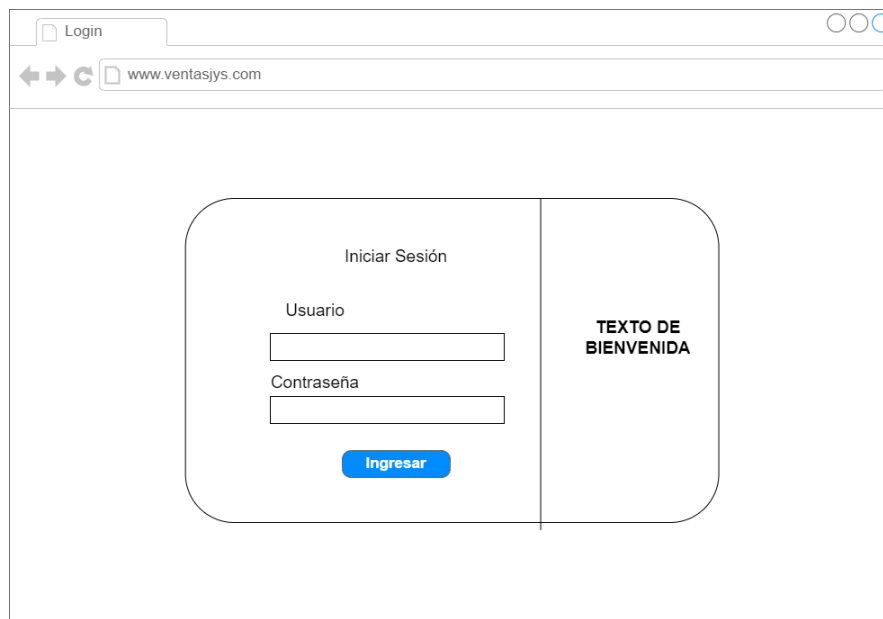 Login
www.ventasjys.com
Iniciar Sesión
Usuario
Contraseña
Ingresar
TEXTO DE
BIENVENIDA